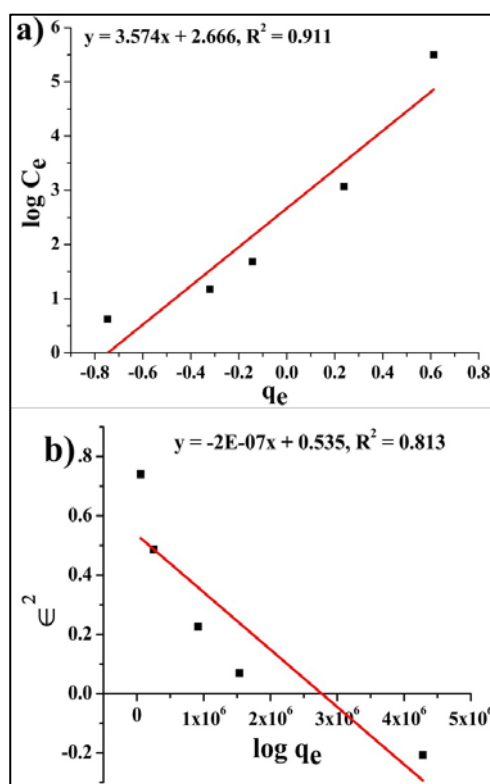 a)
y = 3.574x + 2.666, R² = 0.911
6
5
4
3
2
1
0
log Cₑ
-0.8 -0.6 -0.4 -0.2 0.0 0.2 0.4 0.6 0.8
qₑ
b)
y = -2E-07x + 0.535, R² = 0.813
0.8
0.6
0.4
0.2
0.0
-0.2
∈²
0 1x10⁶ 2x10⁶ 3x10⁶ 4x10⁶ 5x10⁶
log qₑ